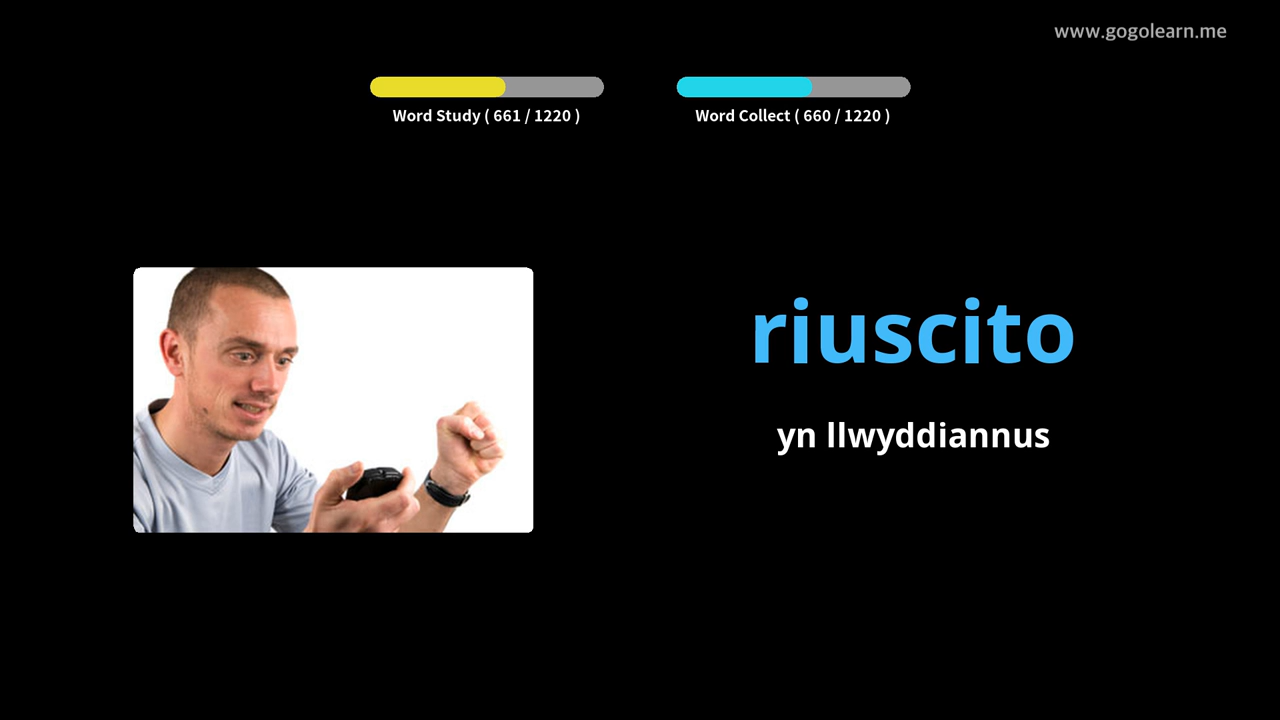 www.gogolearn.me
Word Study ( 661 / 1220 )
Word Collect ( 660 / 1220 )
riuscito
yn llwyddiannus